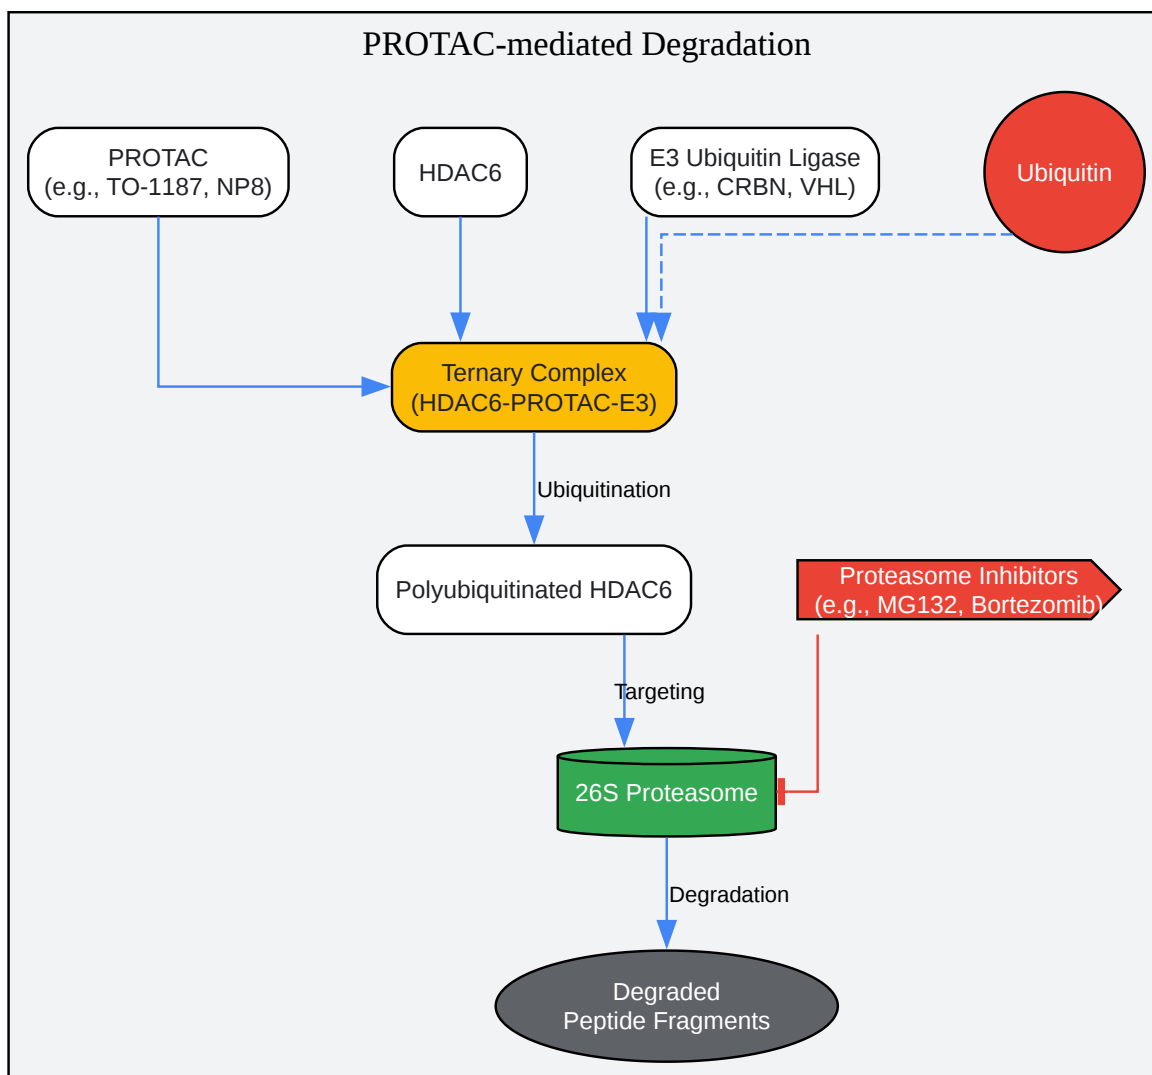 PROTAC-mediated Degradation
PROTAC
(e.g., TO-1187, NP8)
HDAC6
E3 Ubiquitin Ligase
(e.g., CRBN, VHL)
Ubiquitin
Ternary Complex
(HDAC6-PROTAC-E3)
Ubiquitination
Polyubiquitinated HDAC6
Proteasome Inhibitors
(e.g., MG132, Bortezomib)
Targeting
26S Proteasome
Degradation
Degraded
Peptide Fragments